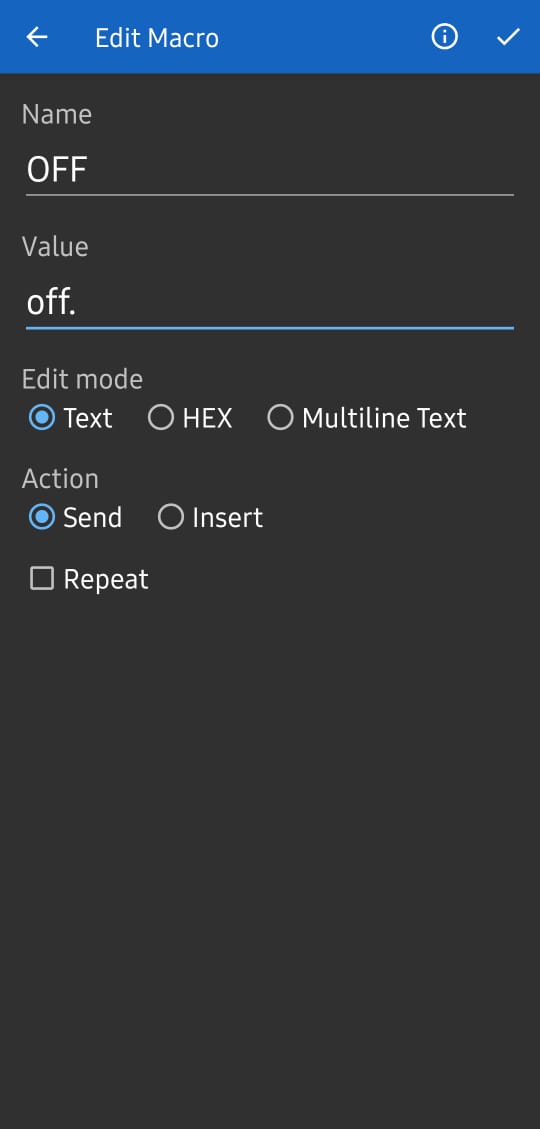 Edit Macro
Name
OFF
Value
off.
Edit mode
Text HEX Multiline Text
Action
Send Insert
Repeat